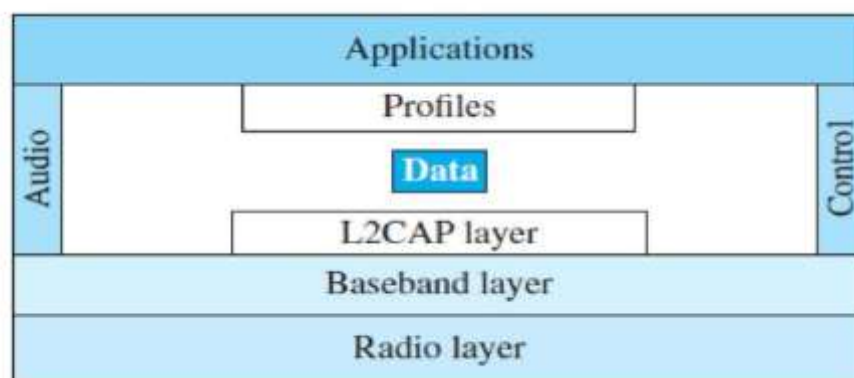 Applications
Profiles
Audio
Data
Control
L2CAP layer
Baseband layer
Radio layer